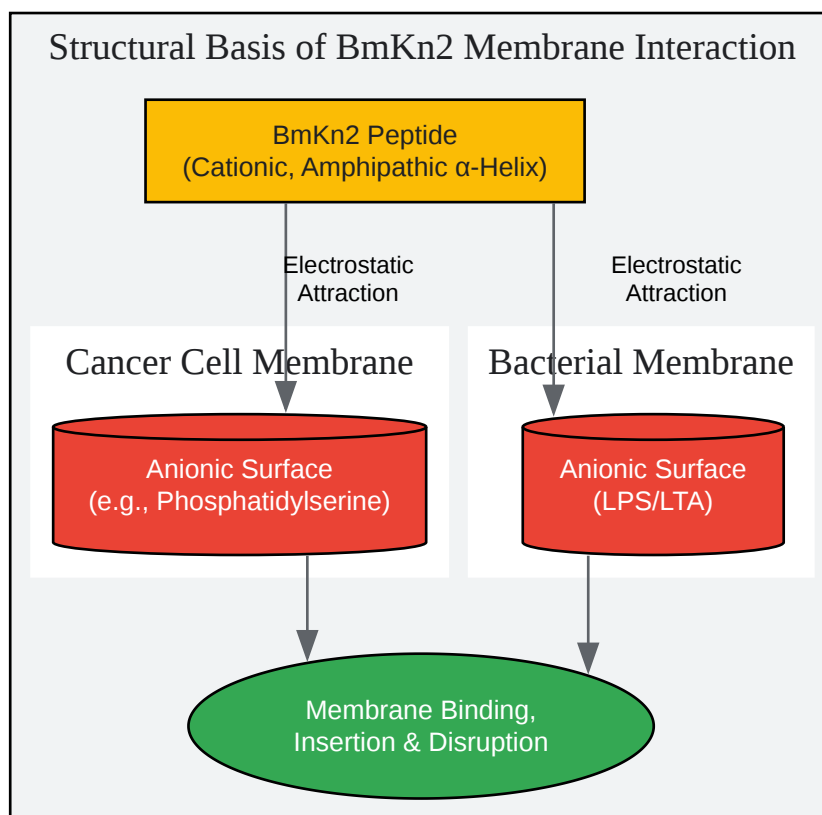 Structural Basis of BmKn2 Membrane Interaction
BmKn2 Peptide
(Cationic, Amphipathic α-Helix)
Electrostatic
Attraction
Electrostatic
Attraction
Cancer Cell Membrane
Bacterial Membrane
Anionic Surface
(e.g., Phosphatidylserine)
Anionic Surface
(LPS/LTA)
Membrane Binding,
Insertion & Disruption